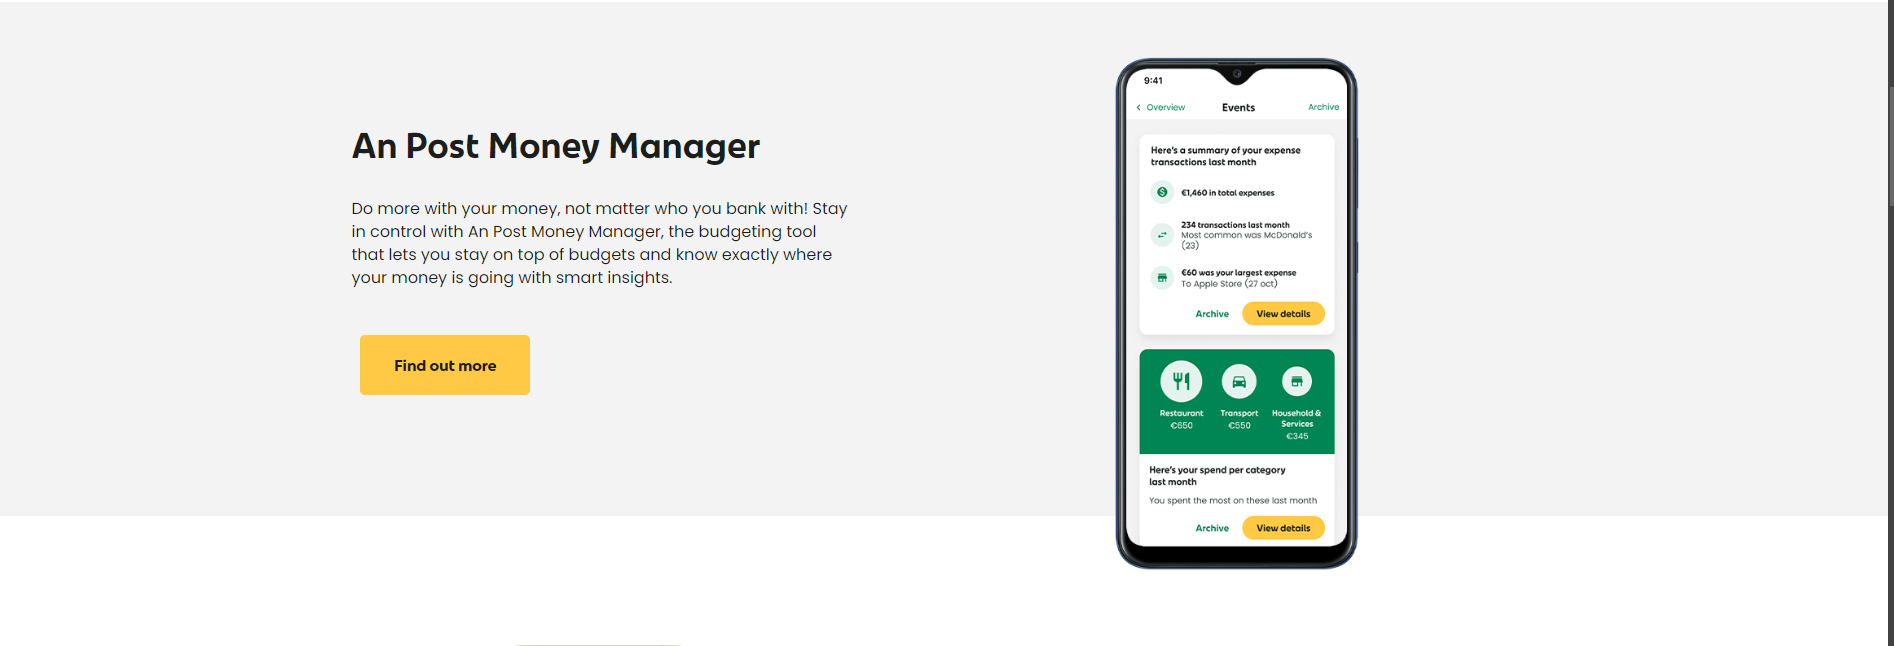 An Post Money Manager
Do more with your money, not matter who you bank with! Stay
in control with An Post Money Manager, the budgeting tool
that lets you stay on top of budgets and know exactly where
your money is going with smart insights.
Find out more
9:41
Overview Events Archive
Here's a summary of your expense
transactions last month
€1,460 in total expenses
234 transactions last month
Most common was McDonald's
(23)
€60 was your largest expense
To Apple Store (27 oct)
Archive View details
Restaurant Transport Household &
Services
€650 €550
€345
Here's your spend per category
last month
You spent the most on these last month
Archive View details